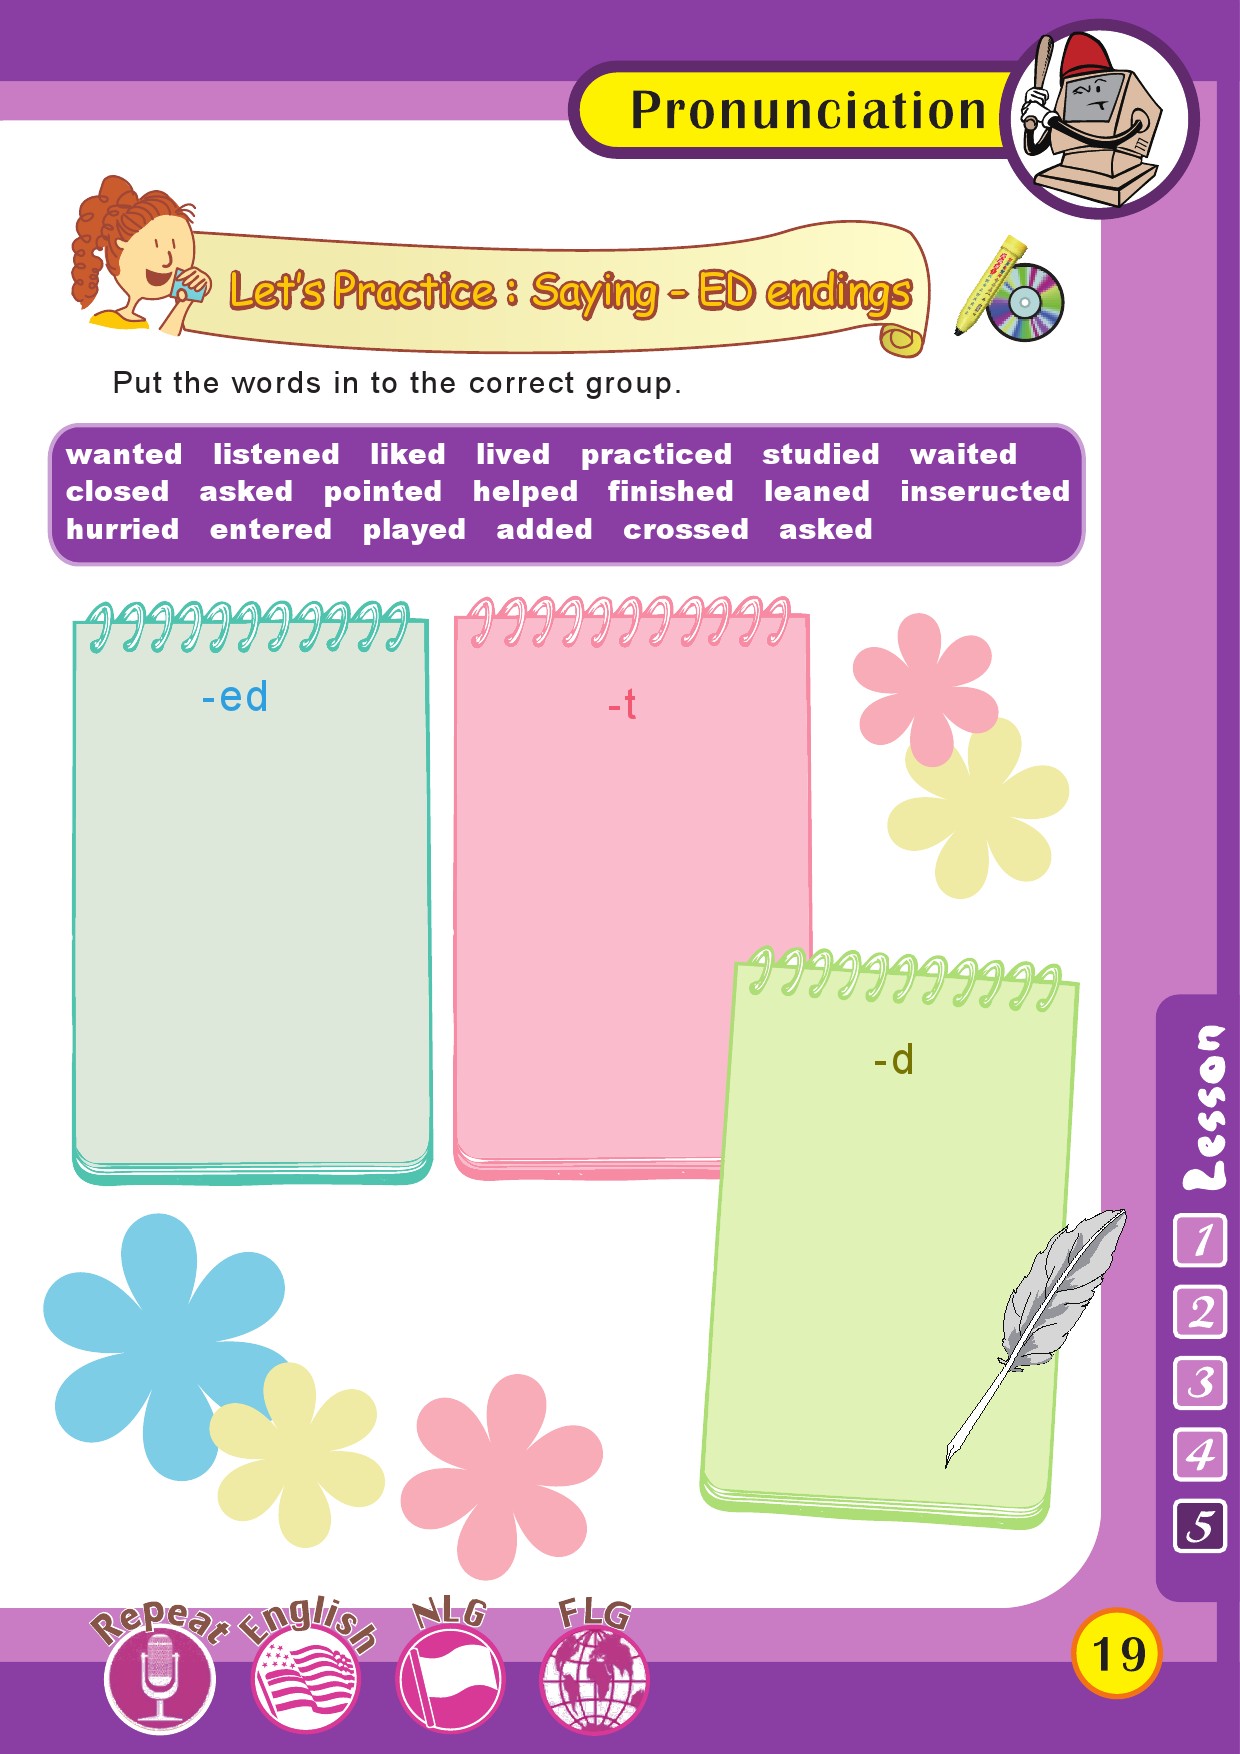 Pronunciation
Let's Practice : Saying - ED endings
Put the words in to the correct group.
wanted listened liked lived practiced studied waited
closed asked pointed helped finished leaned inseructed
hurried entered played added crossed asked
-ed
-t
-d
Lesson
1
2
3
4
5
Repeat English NLG FLG
19